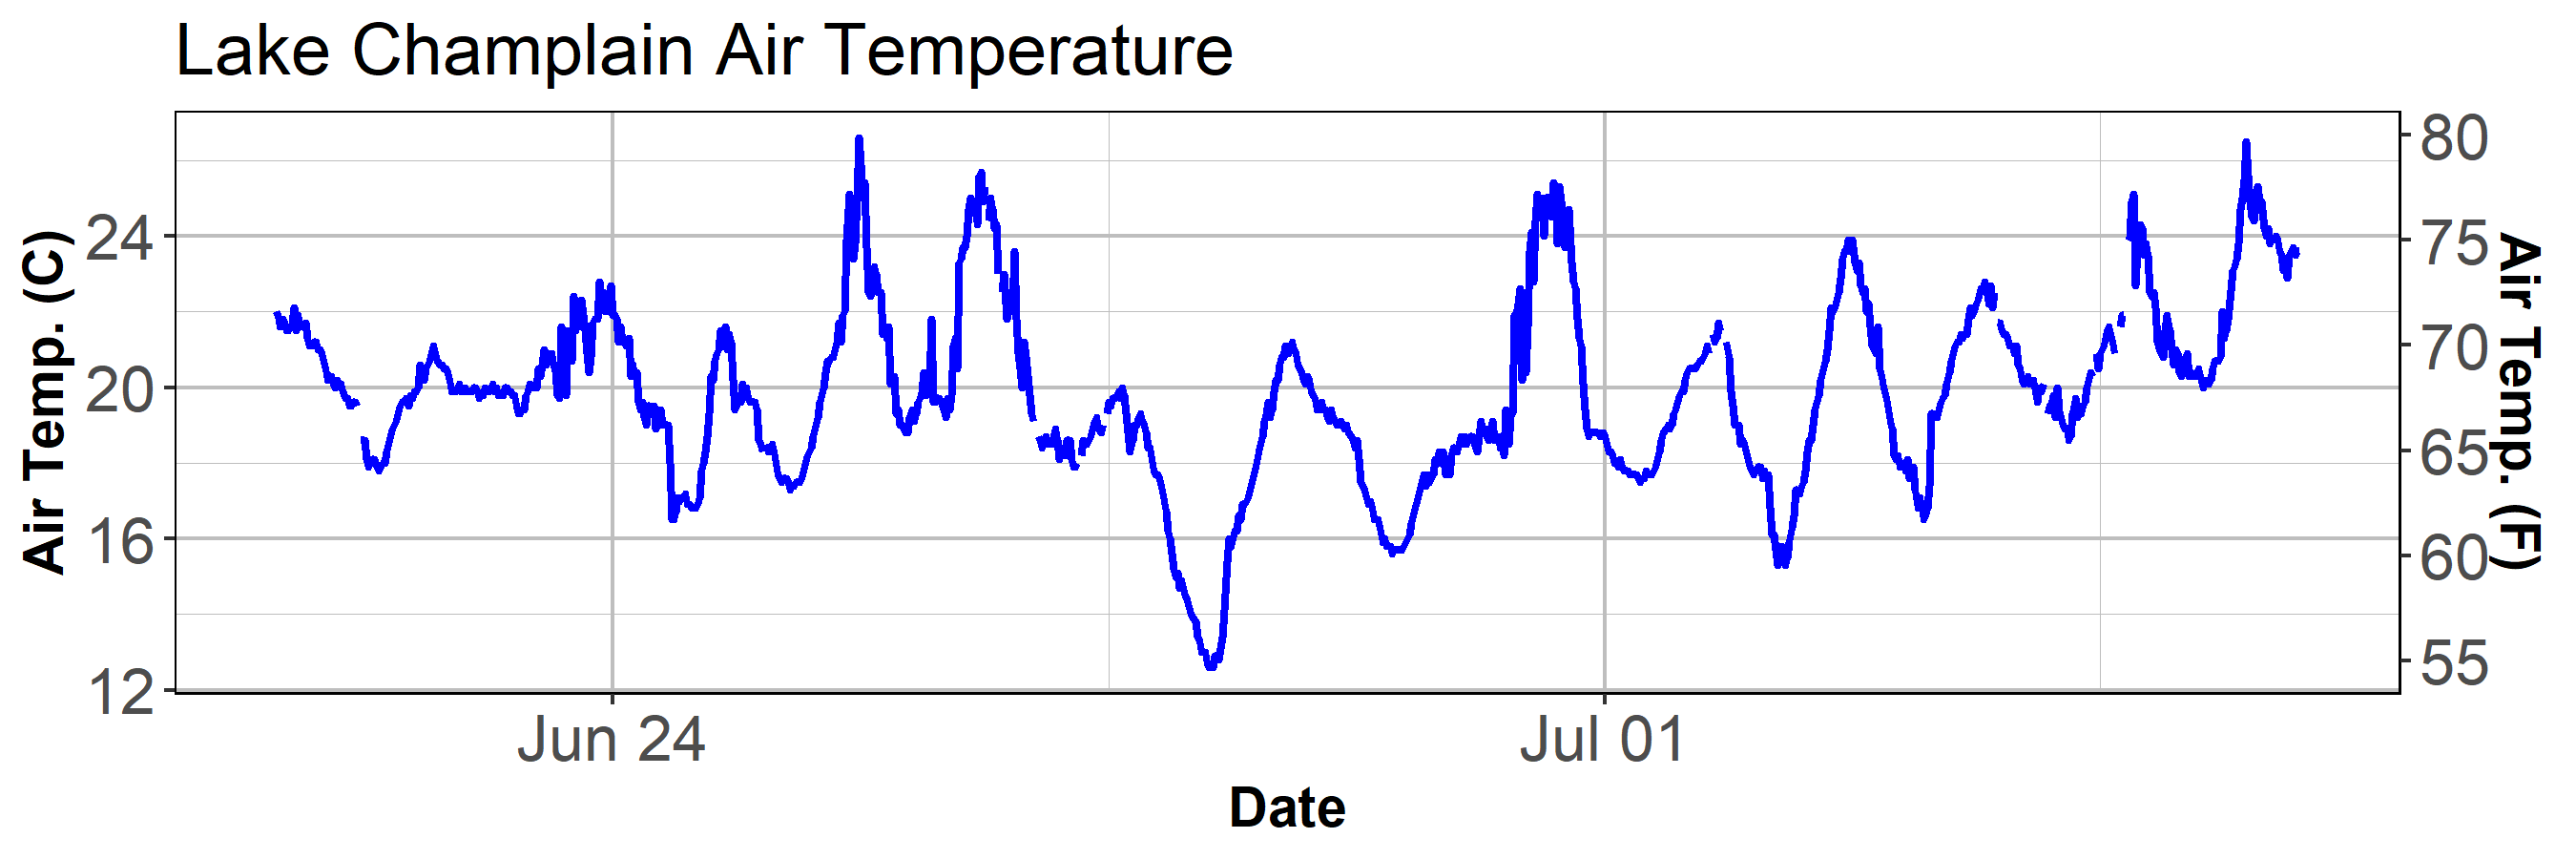 Lake Champlain Air Temperature
Air Temp. (C)
24
20
16
12
80
75
70
65
60
55
Air Temp. (F)
Jun 24
Jul 01
Date